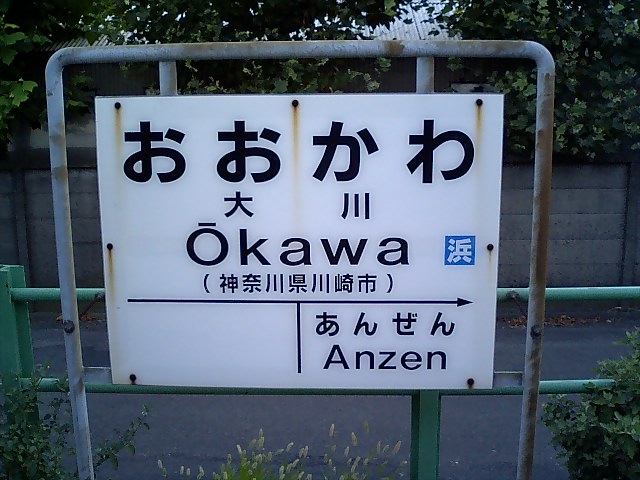 おおかわ
大川
Ōkawa 浜
(神奈川県川崎市)
あんぜん
Anzen